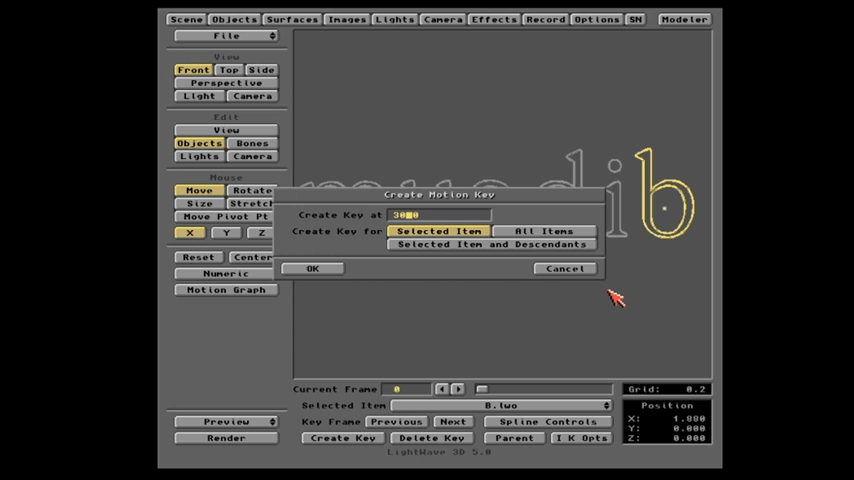 Scene Objects Surfaces Images Lights Camera Effects Record Options SN Modeler
File
View
Front Top Side
Perspective
Light Camera
Edit
View
Objects Bones
Lights Camera
Mouse
Move Rotate
Size Stretch
Move Pivot Pt
X Y Z
Reset Center
Numeric
Motion Graph
Preview
Render
dib
Create Motion Key
Create Key at
Create Key for Selected Item All Items
Selected Item and Descendants
OK Cancel
Current Frame 0
Selected Item B.lwo
Key Frame Previous Next Spline Controls
Create Key Delete Key Parent I K Opts
LightWave 3D 5.0
Grid: 0.2
Position
X: 1.880
Y: 0.000
Z: 0.000